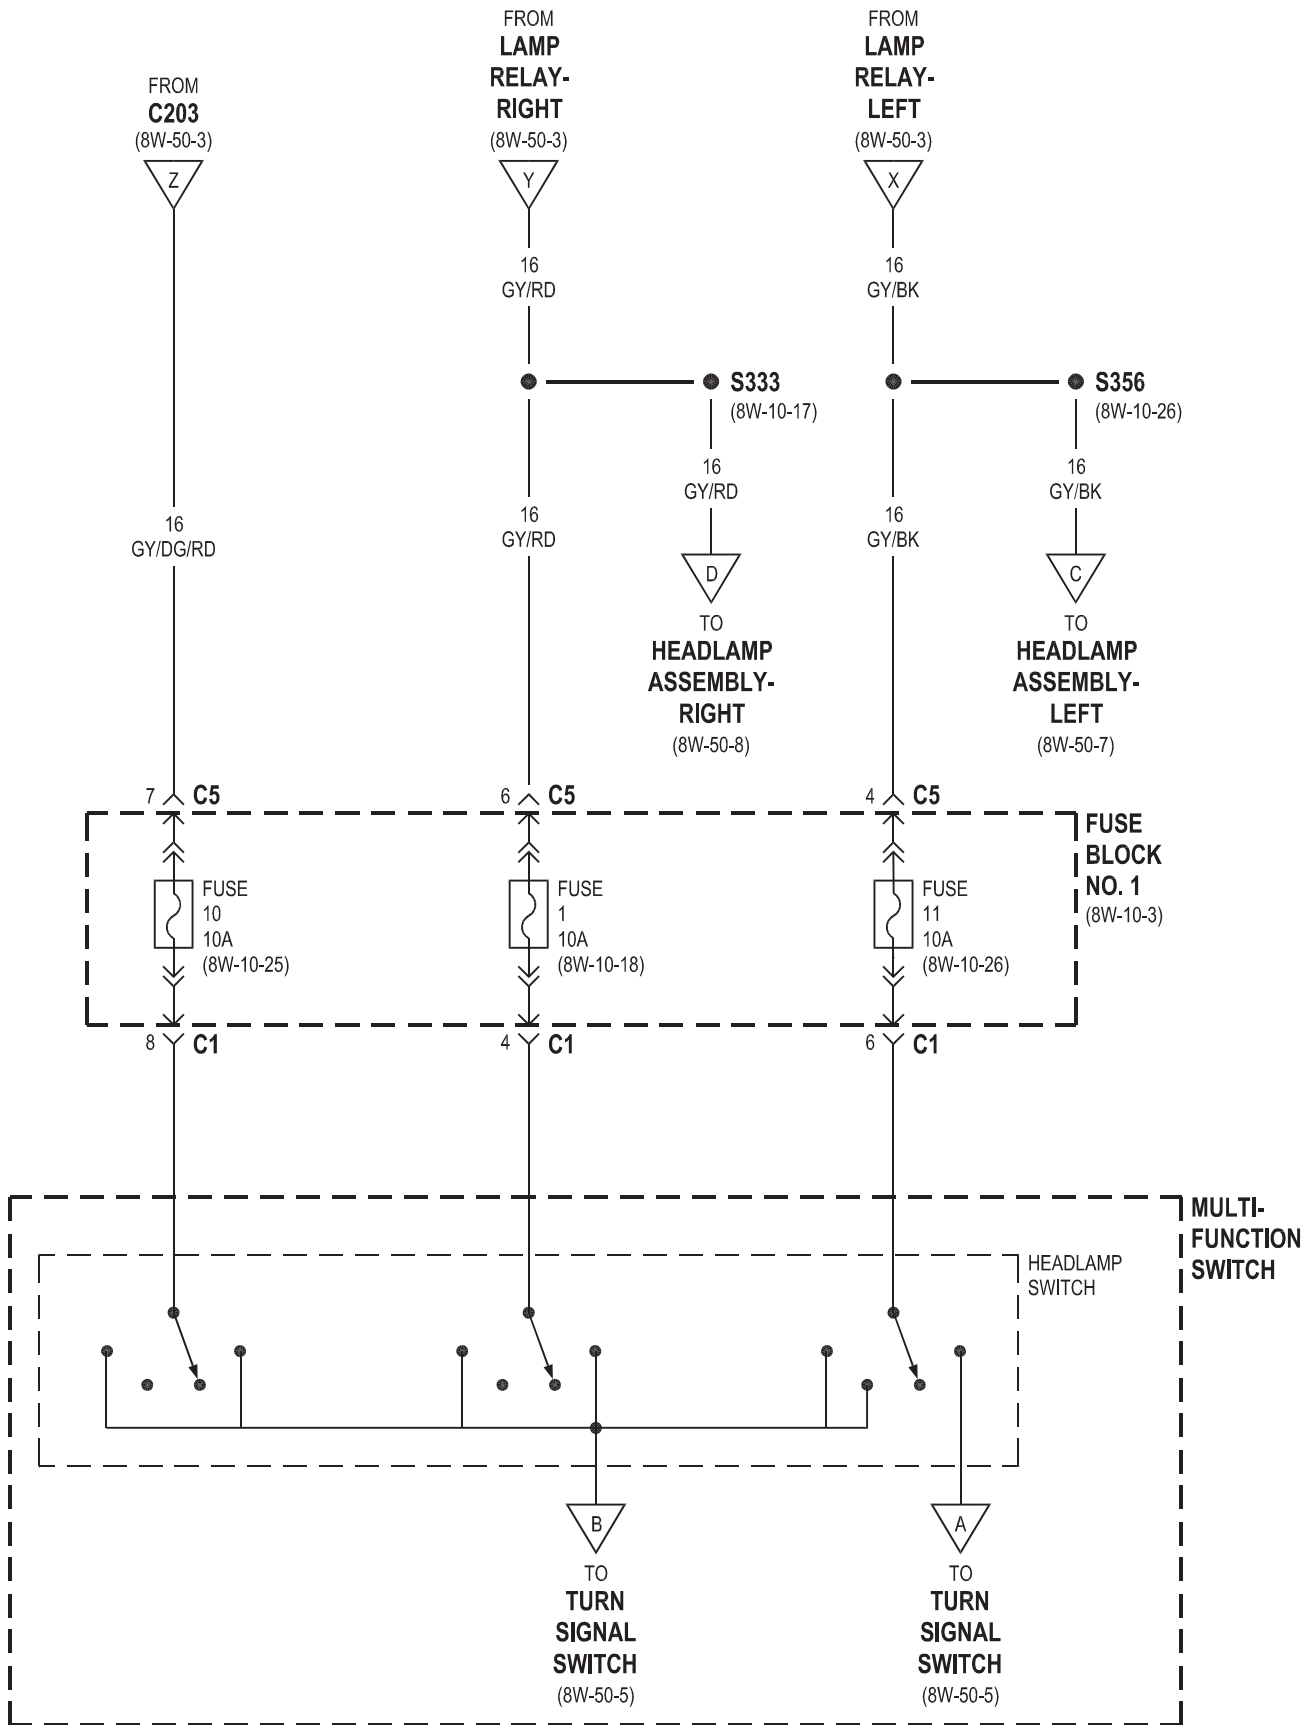 FROM
C203
(8W-50-3)
Z
FROM
LAMP
RELAY-
RIGHT
(8W-50-3)
Y
FROM
LAMP
RELAY-
LEFT
(8W-50-3)
X
16
GY/RD
16
GY/BK
S333
(8W-10-17)
S356
(8W-10-26)
16
GY/RD
16
GY/BK
16
GY/DG/RD
16
GY/RD
16
GY/BK
D
TO
HEADLAMP
ASSEMBLY-
RIGHT
(8W-50-8)
C
TO
HEADLAMP
ASSEMBLY-
LEFT
(8W-50-7)
7 C5
6 C5
4 C5
FUSE
BLOCK
NO. 1
(8W-10-3)
FUSE
10
10A
(8W-10-25)
FUSE
1
10A
(8W-10-18)
FUSE
11
10A
(8W-10-26)
8 C1
4 C1
6 C1
MULTI-
FUNCTION
SWITCH
HEADLAMP
SWITCH
B
TO
TURN
SIGNAL
SWITCH
(8W-50-5)
A
TO
TURN
SIGNAL
SWITCH
(8W-50-5)